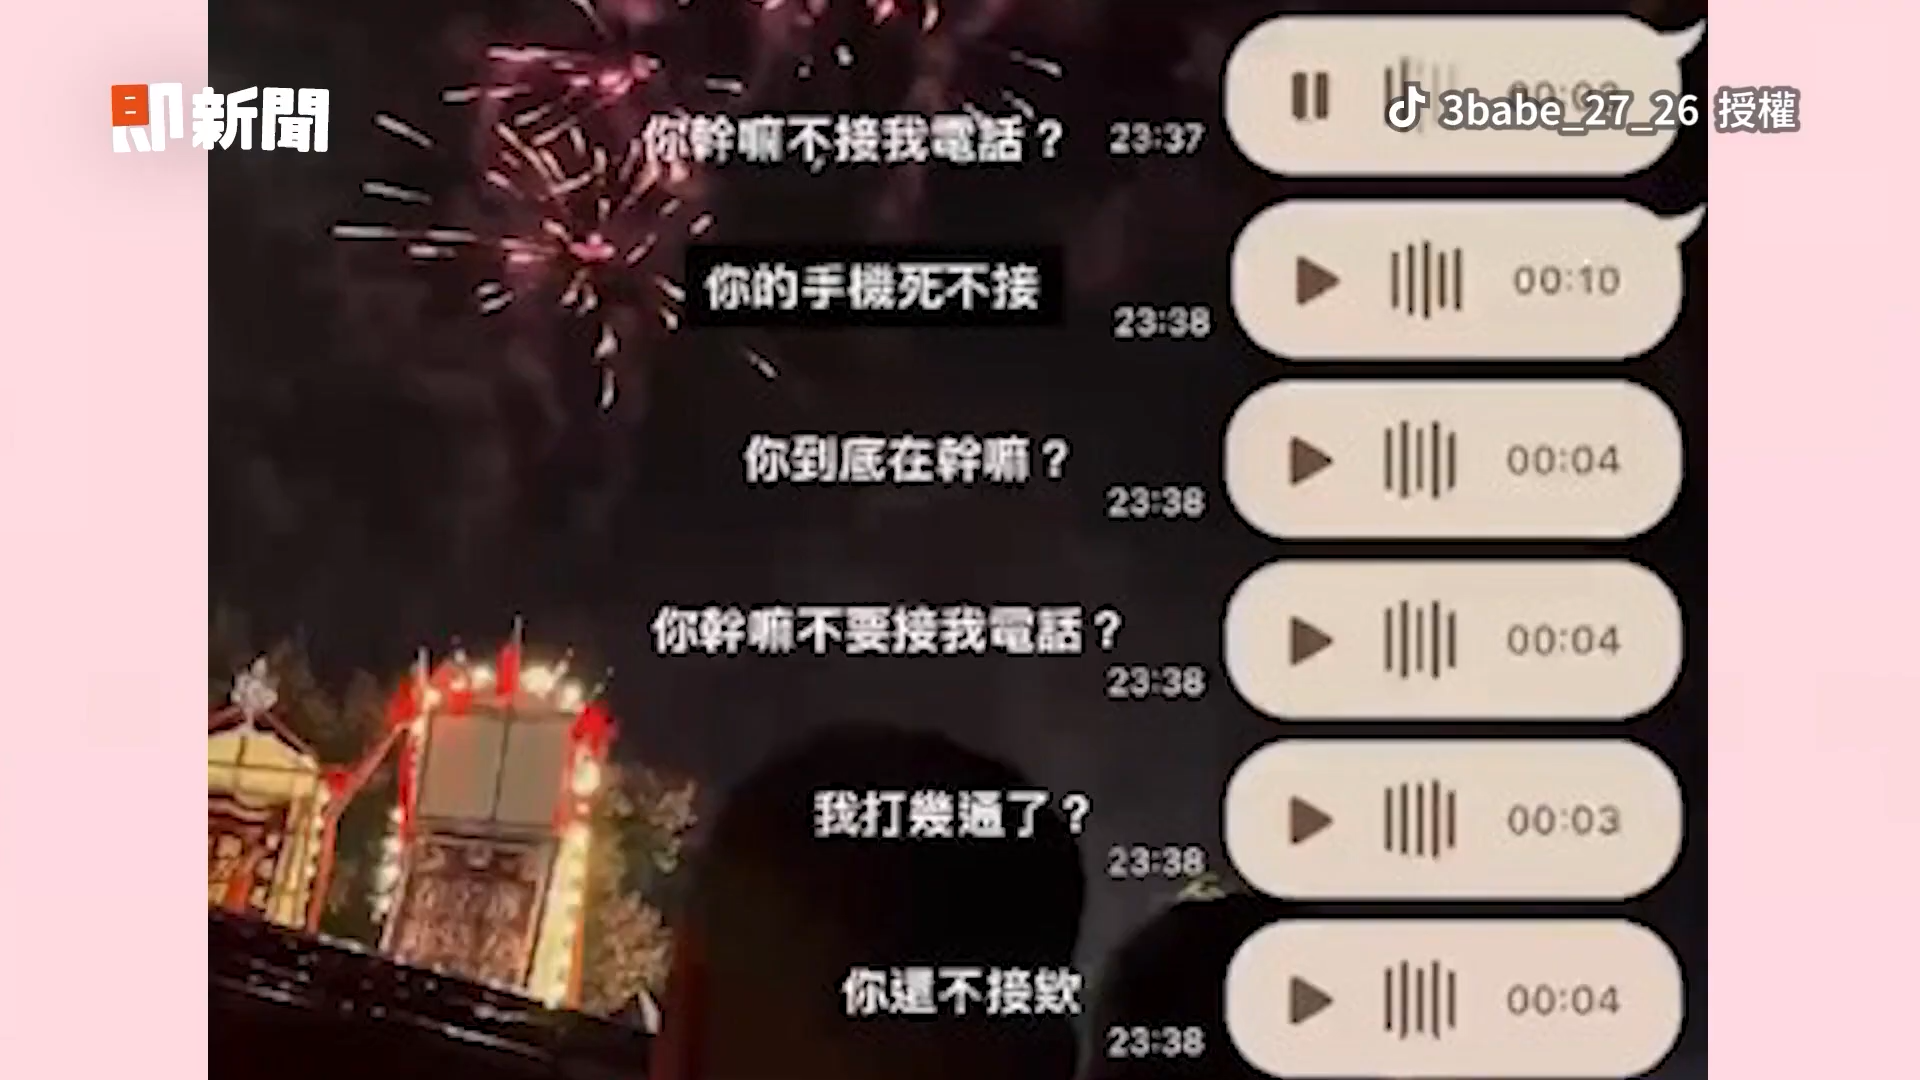 即新聞
3babe_27_26 授權
你幹嘛不接我電話？ 23:37
你的手機死不接 23:38 00:10
你到底在幹嘛？ 23:38 00:04
你幹嘛不要接我電話？ 23:38 00:04
我打幾通了？ 23:38 00:03
你還不接欸 23:38 00:04